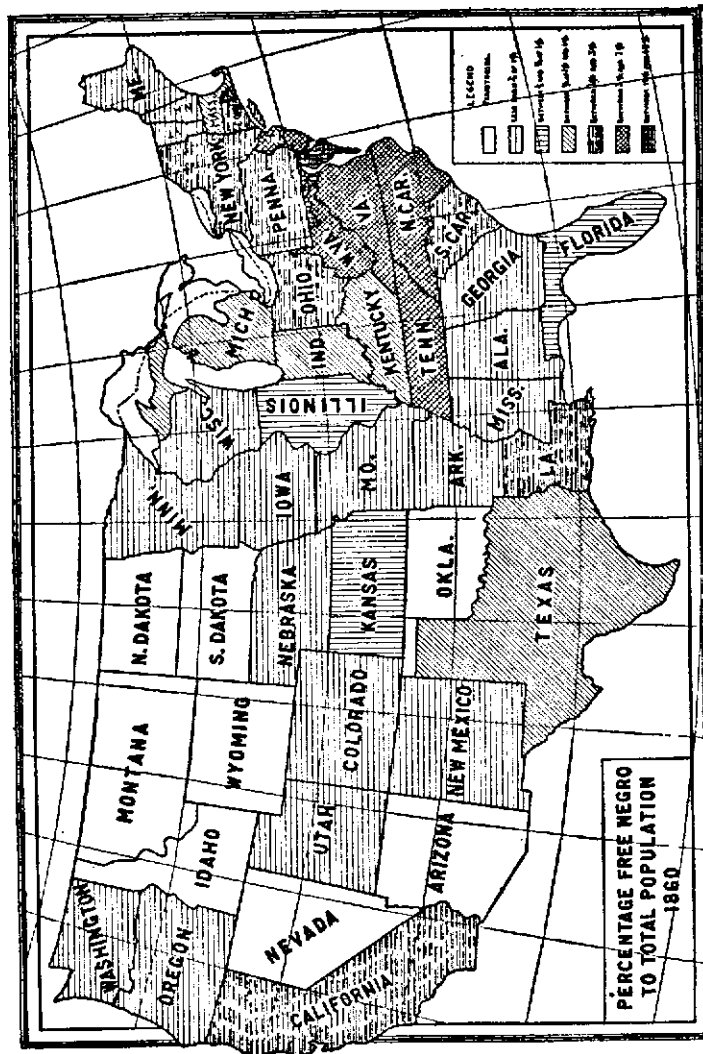 WASHINGTON
OREGON
CALIFORNIA
NEVADA
IDAHO
MONTANA
WYOMING
UTAH
ARIZONA
COLORADO
NEW MEXICO
N. DAKOTA
S. DAKOTA
NEBRASKA
KANSAS
OKLA.
TEXAS
MINN
IOWA
MO.
ARK.
LA.
WIS.
ILLINOIS
MICH.
IND.
OHIO
KENTUCKY
TENN
MISS.
ALA.
GEORGIA
FLORIDA
S. CAR.
N. CAR.
VA
W. VA
PENNA
NEW YORK
ME.
MASS
PERCENTAGE FREE NEGRO
TO TOTAL POPULATION
1860
LEGEND